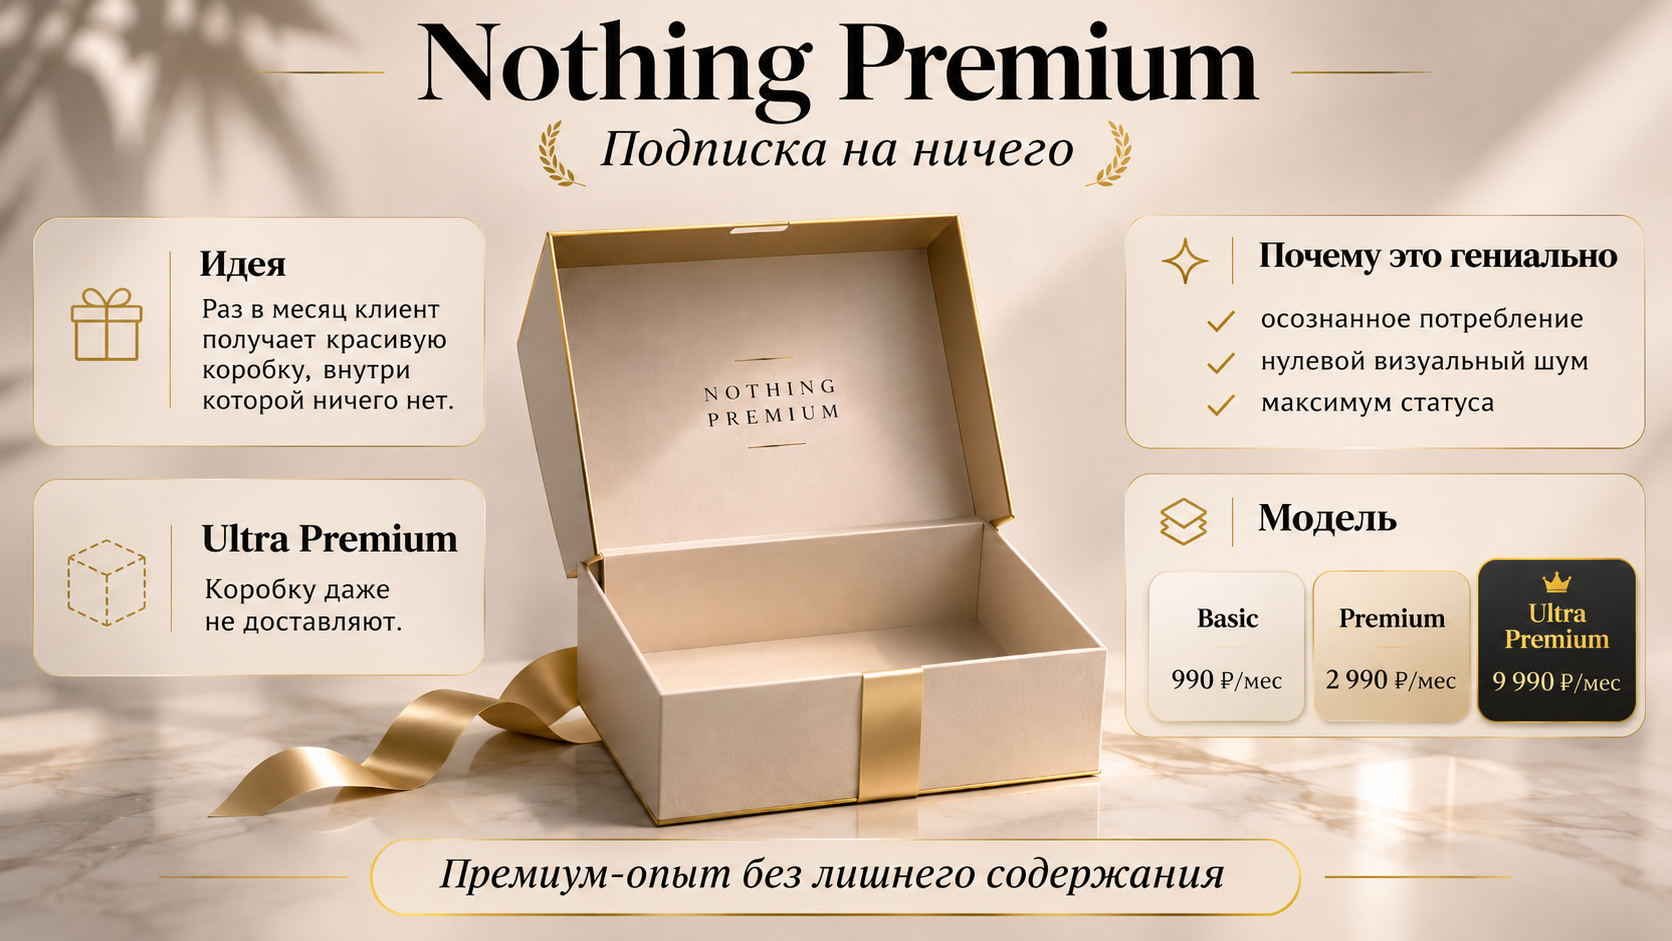 Nothing Premium
Подписка на ничего
Идея
Раз в месяц клиент
получает красивую
коробку, внутри
которой ничего нет.
Ultra Premium
Коробку даже
не доставляют.
NOTHING
PREMIUM
Почему это гениально
осознанное потребление
нулевой визуальный шум
максимум статуса
Модель
Basic
990 ₽/мес
Premium
2 990 ₽/мес
Ultra
Premium
9 990 ₽/мес
Премиум-опыт без лишнего содержания